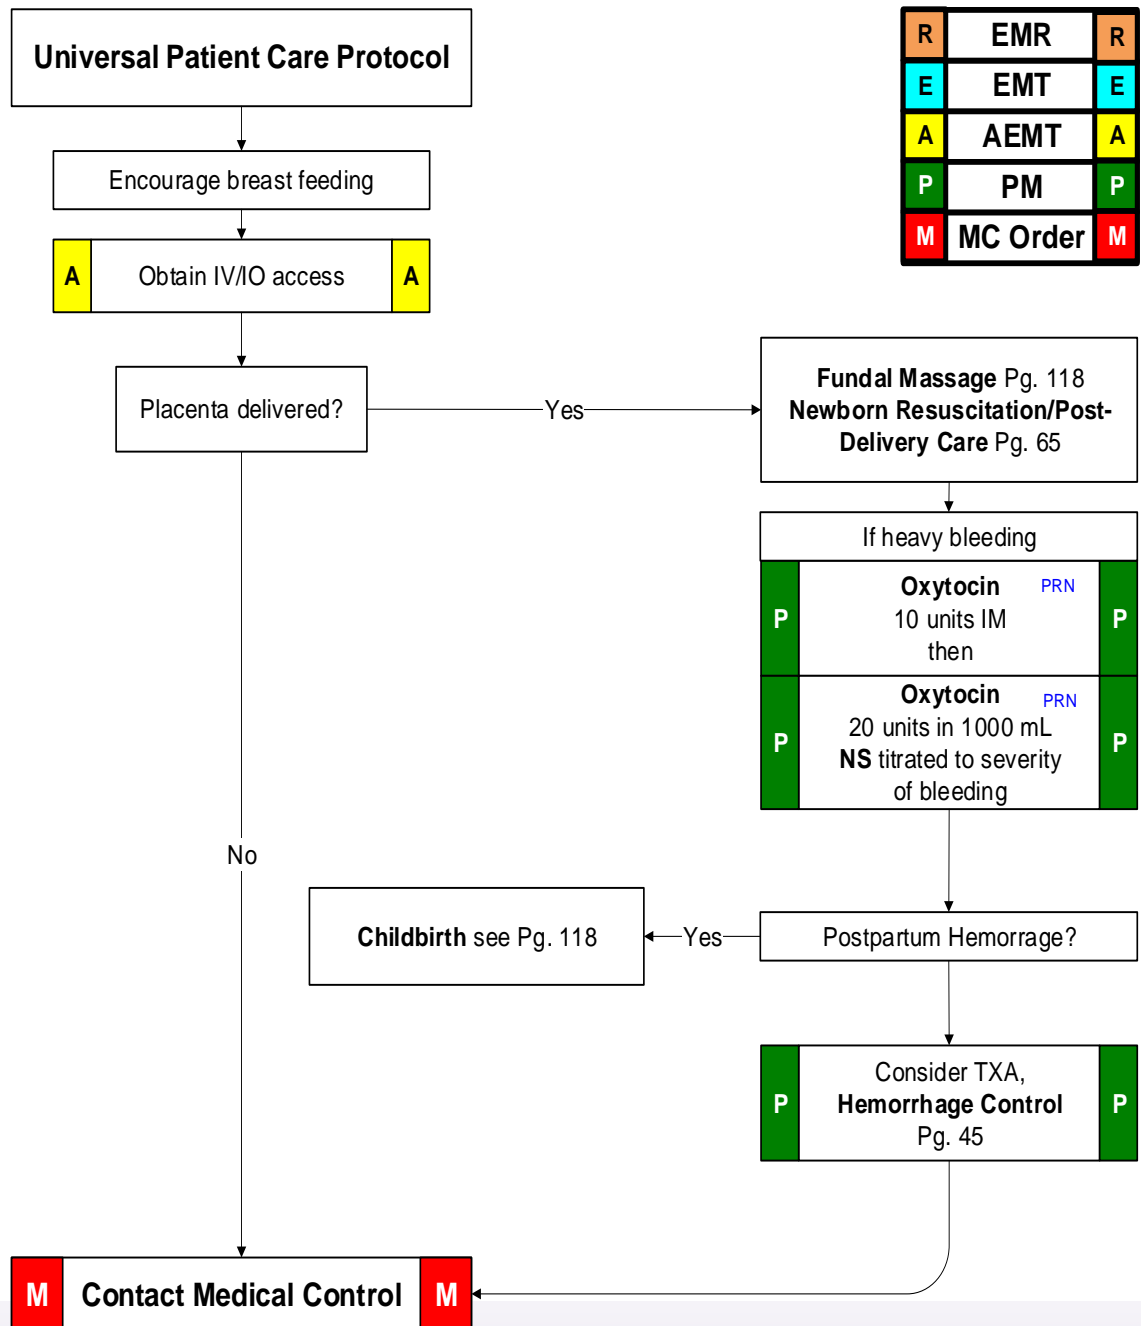 Universal Patient Care Protocol
R EMR R
E EMT E
A AEMT A
P PM P
M MC Order M
Encourage breast feeding
A Obtain IV/IO access A
Placenta delivered?
Yes
Fundal Massage Pg. 118
Newborn Resuscitation/Post-
Delivery Care Pg. 65
If heavy bleeding
Oxytocin PRN
P 10 units IM P
then
Oxytocin PRN
20 units in 1000 mL
P NS titrated to severity P
of bleeding
No
Postpartum Hemorrage?
Yes
Childbirth see Pg. 118
Consider TXA,
P Hemorrhage Control P
Pg. 45
M Contact Medical Control M